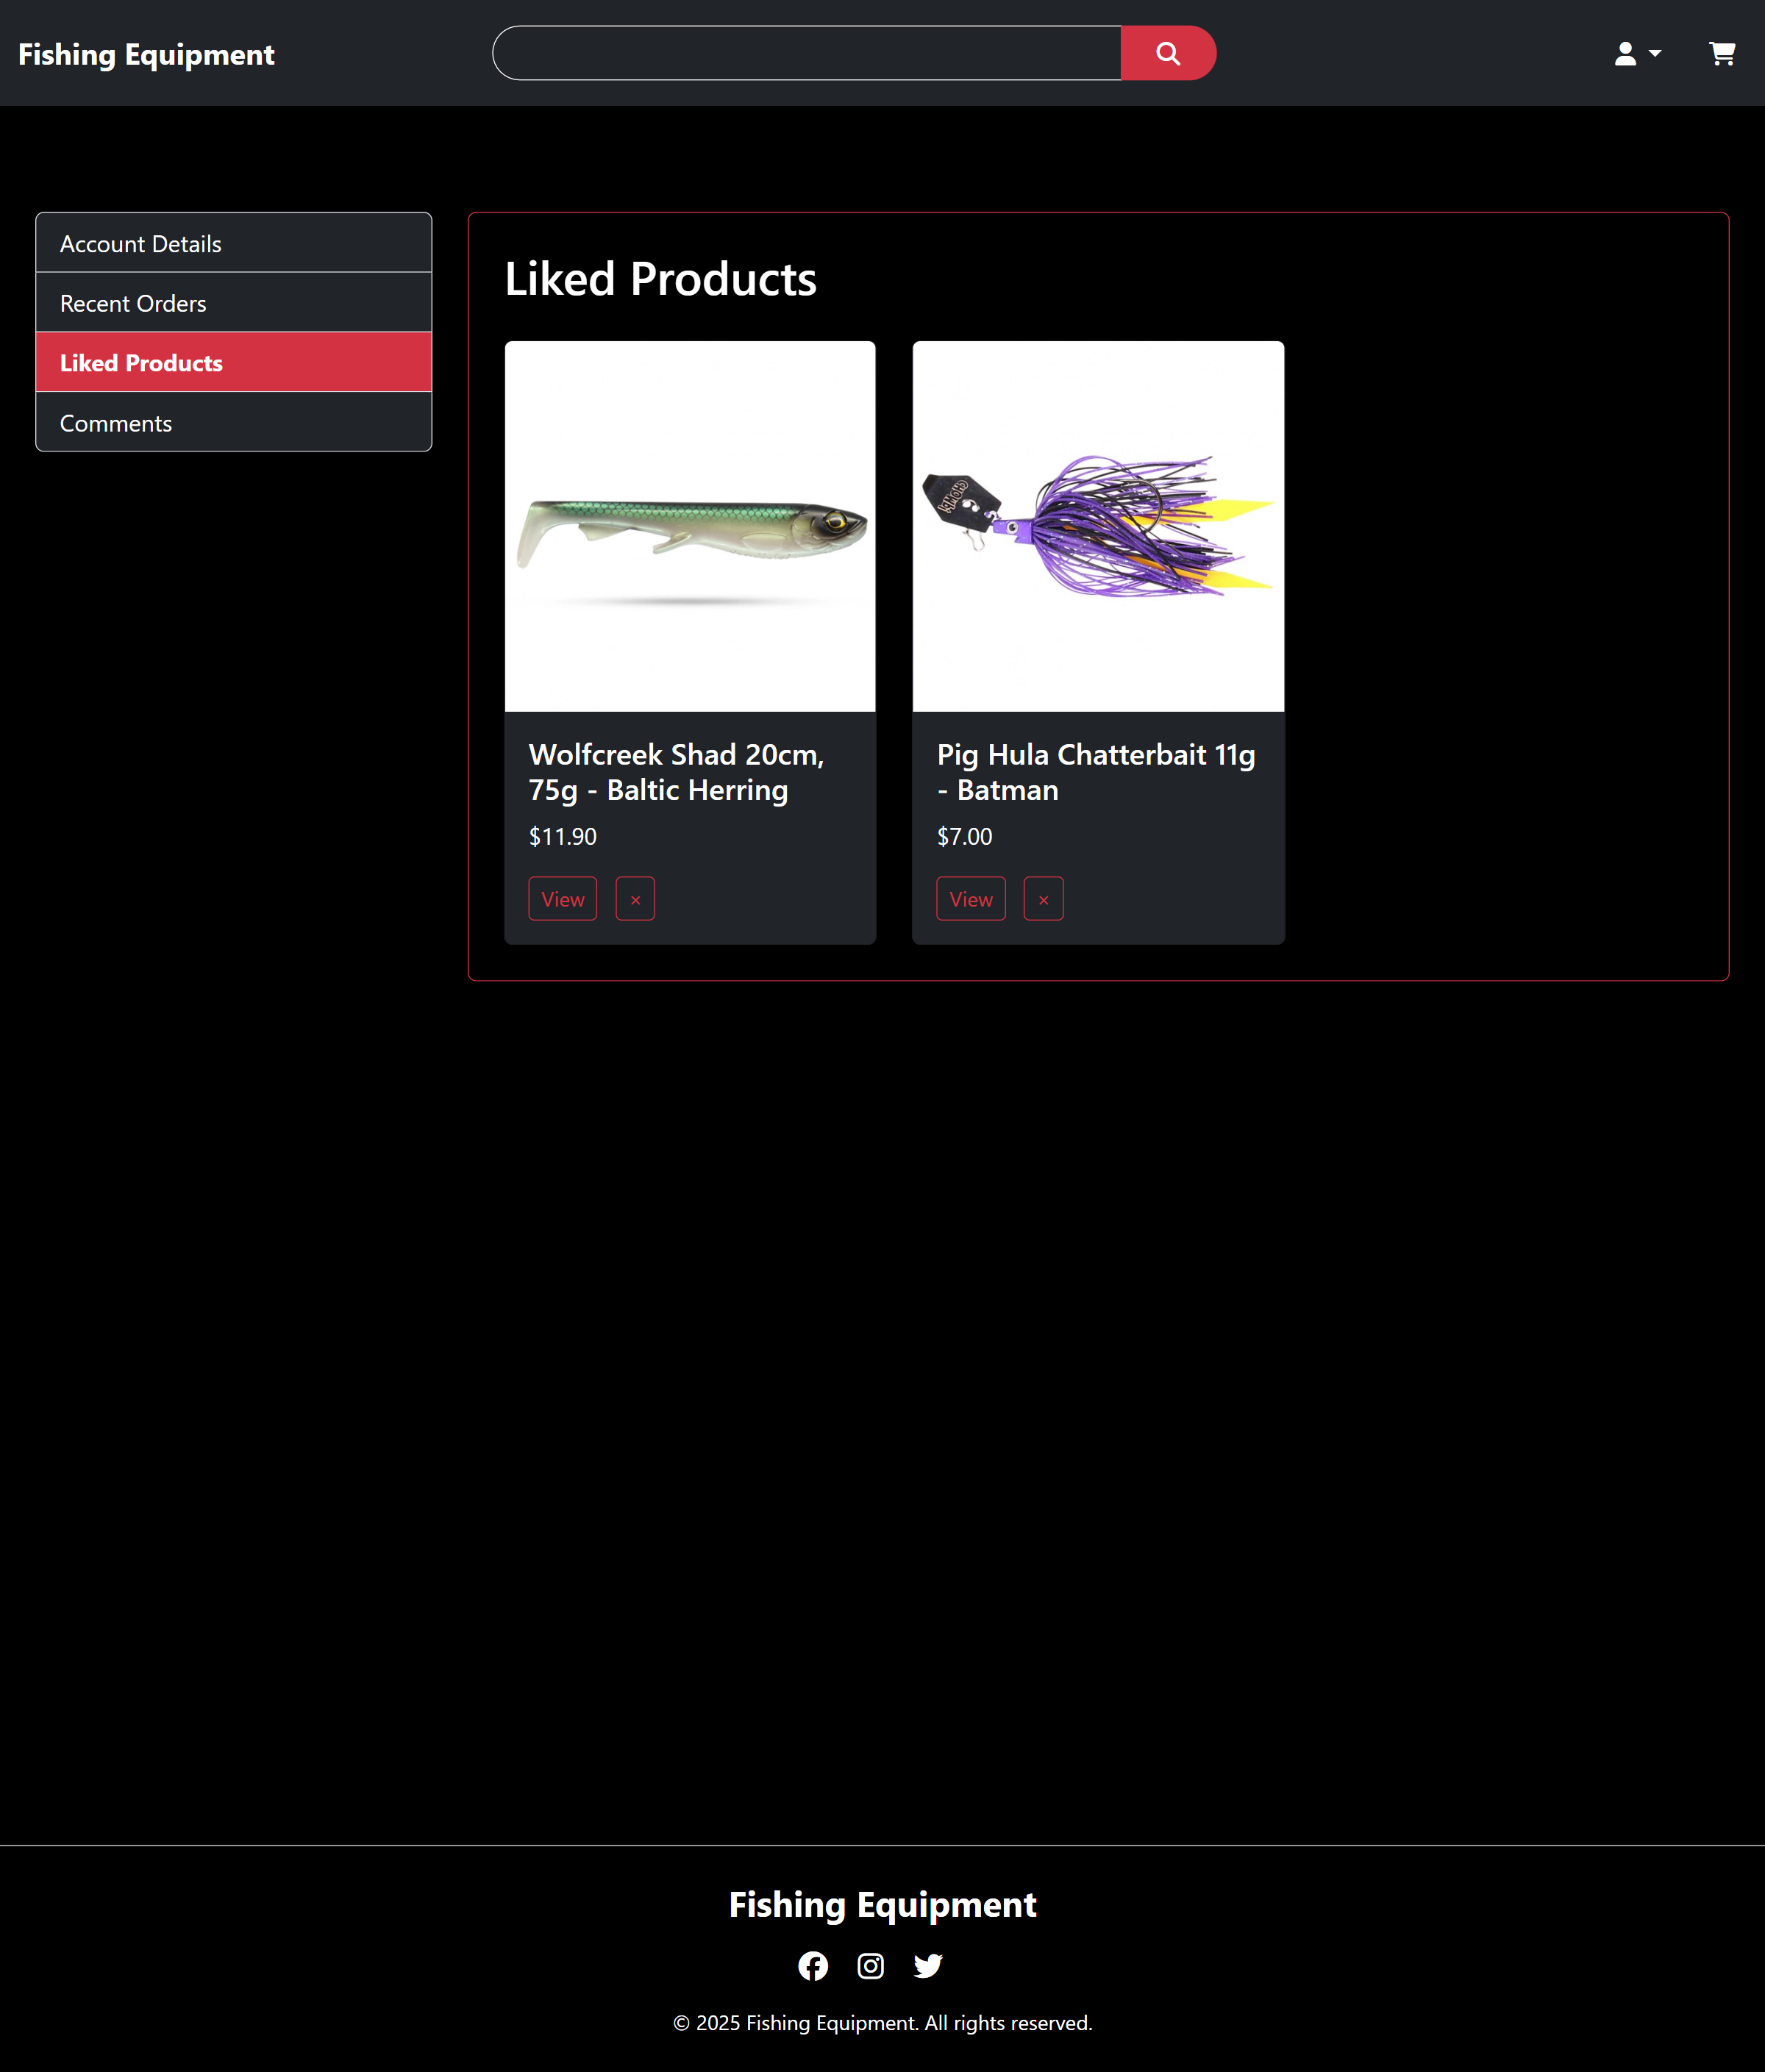 Fishing Equipment
Account Details
Recent Orders
Liked Products
Comments
Liked Products
Wolfcreek Shad 20cm,
75g - Baltic Herring
$11.90
View ×
Pig Hula Chatterbait 11g
- Batman
$7.00
View ×
Fishing Equipment
© 2025 Fishing Equipment. All rights reserved.